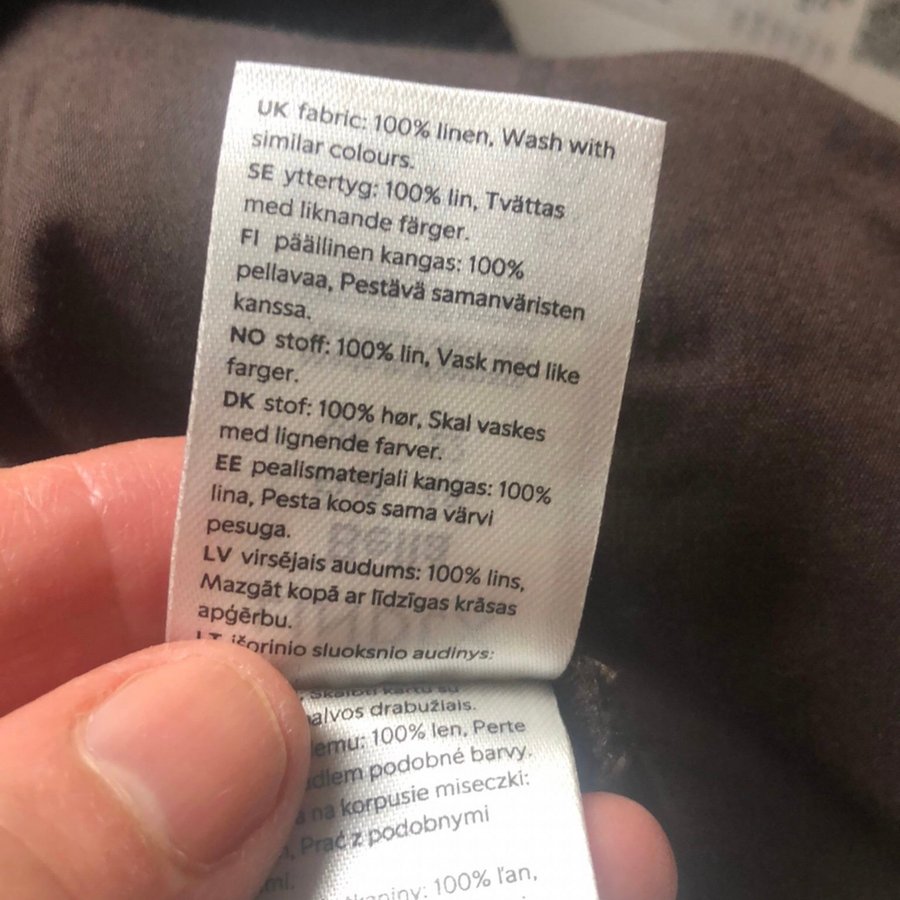 UK fabric: 100% linen, Wash with
similar colours.
SE yttertyg: 100% lin, Tvättas
med liknande färger.
FI päällinen kangas: 100%
pellavaa, Pestävä samanväristen
kanssa.
NO stoff: 100% lin, Vask med like
farger.
DK stof: 100% hør, Skal vaskes
med lignende farver.
EE pealismaterjali kangas: 100%
lina, Pesta koos sama värvi
pesuga.
LV virsējais audums: 100% lins,
Mazgāt kopā ar līdzīgas krāsas
apģērbu.
LT išorinio sluoksnio audinys:
Skalbti kartu su
drabužiais.
100% len, Perte
podobné barvy.
na korpusie miseczki:
Prać z podobnymi
100% ľan,